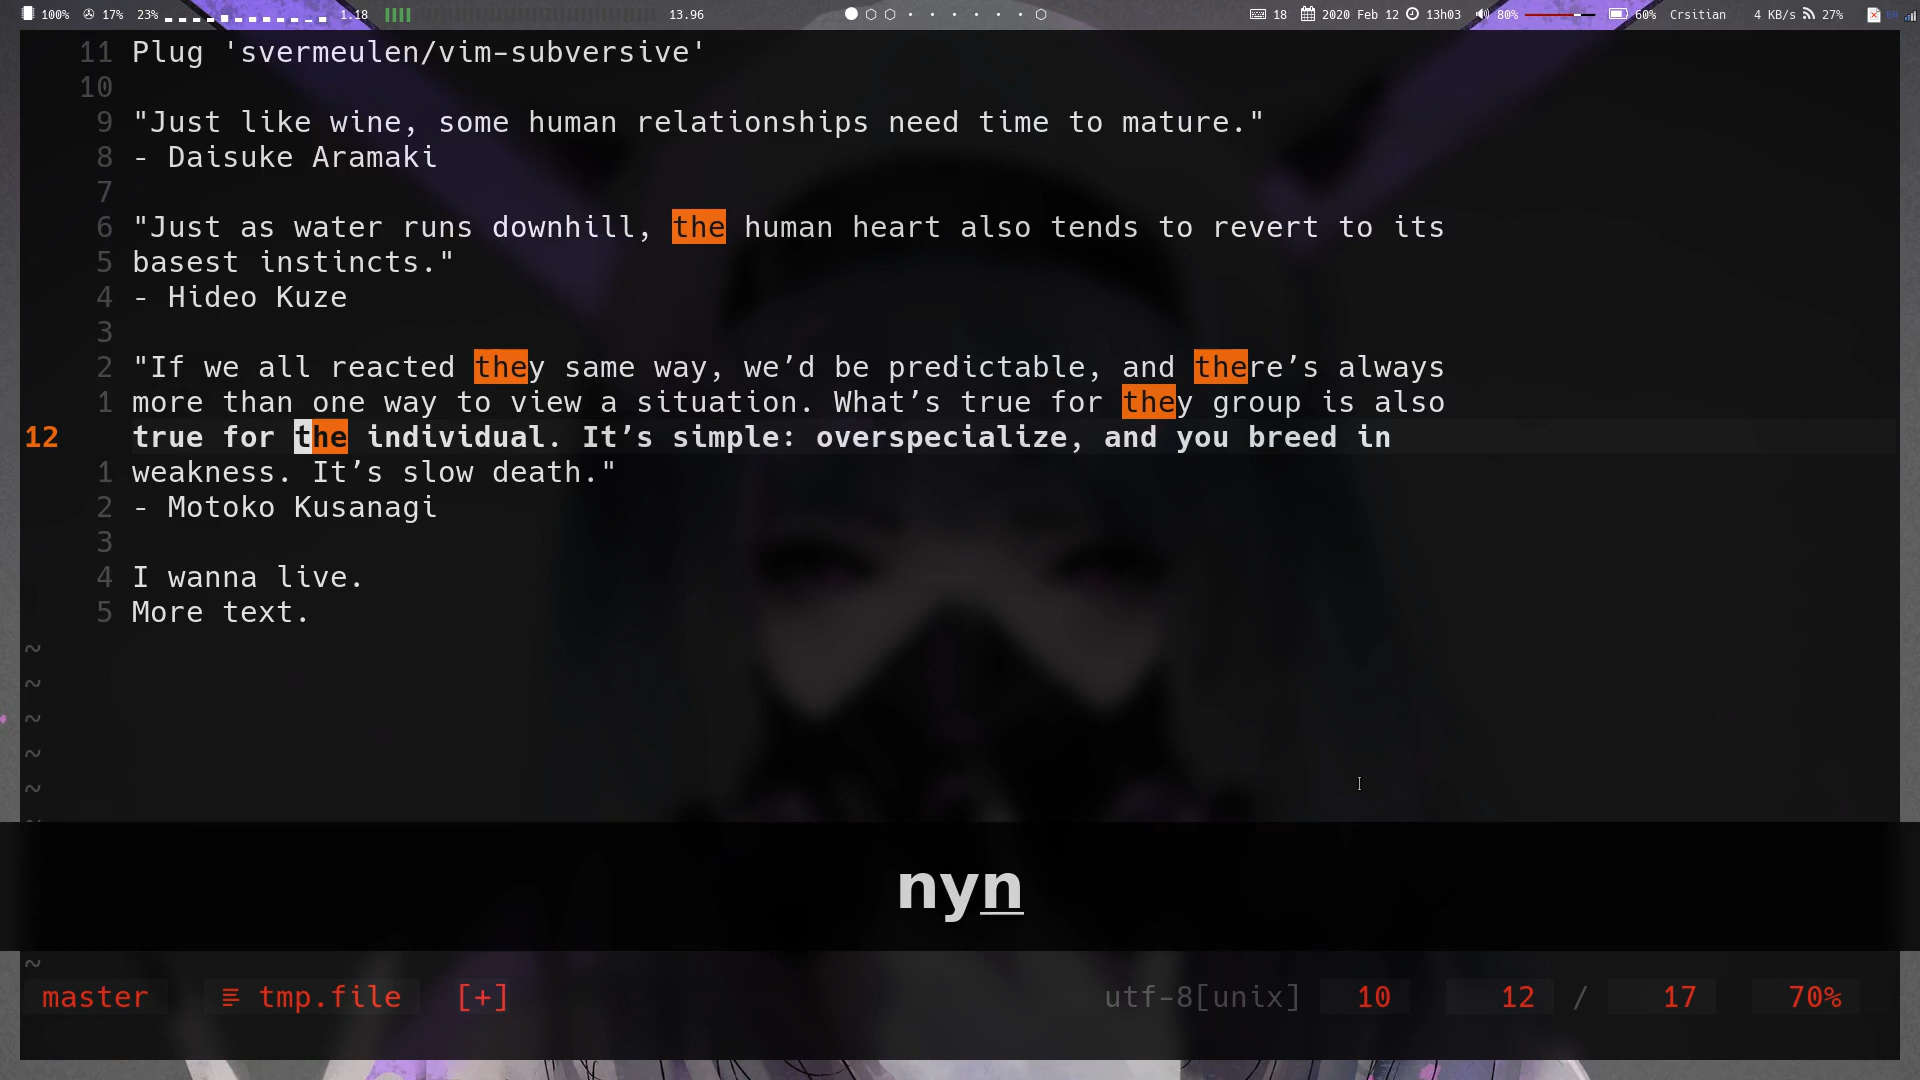 100% 17% 23% 1.18 13.96 18 2020 Feb 12 13h03 80% 60% Crsitian 4 KB/s 27% EN
11 Plug 'svermeulen/vim-subversive'
10
9 "Just like wine, some human relationships need time to mature."
8 - Daisuke Aramaki
7
6 "Just as water runs downhill, the human heart also tends to revert to its
5 basest instincts."
4 - Hideo Kuze
3
2 "If we all reacted they same way, we’d be predictable, and there’s always
1 more than one way to view a situation. What’s true for they group is also
12 true for the individual. It’s simple: overspecialize, and you breed in
1 weakness. It’s slow death."
2 - Motoko Kusanagi
3
4 I wanna live.
5 More text.
~
~
~
~
~
~
nyn
~
master tmp.file [+] utf-8[unix] 10 12 / 17 70%